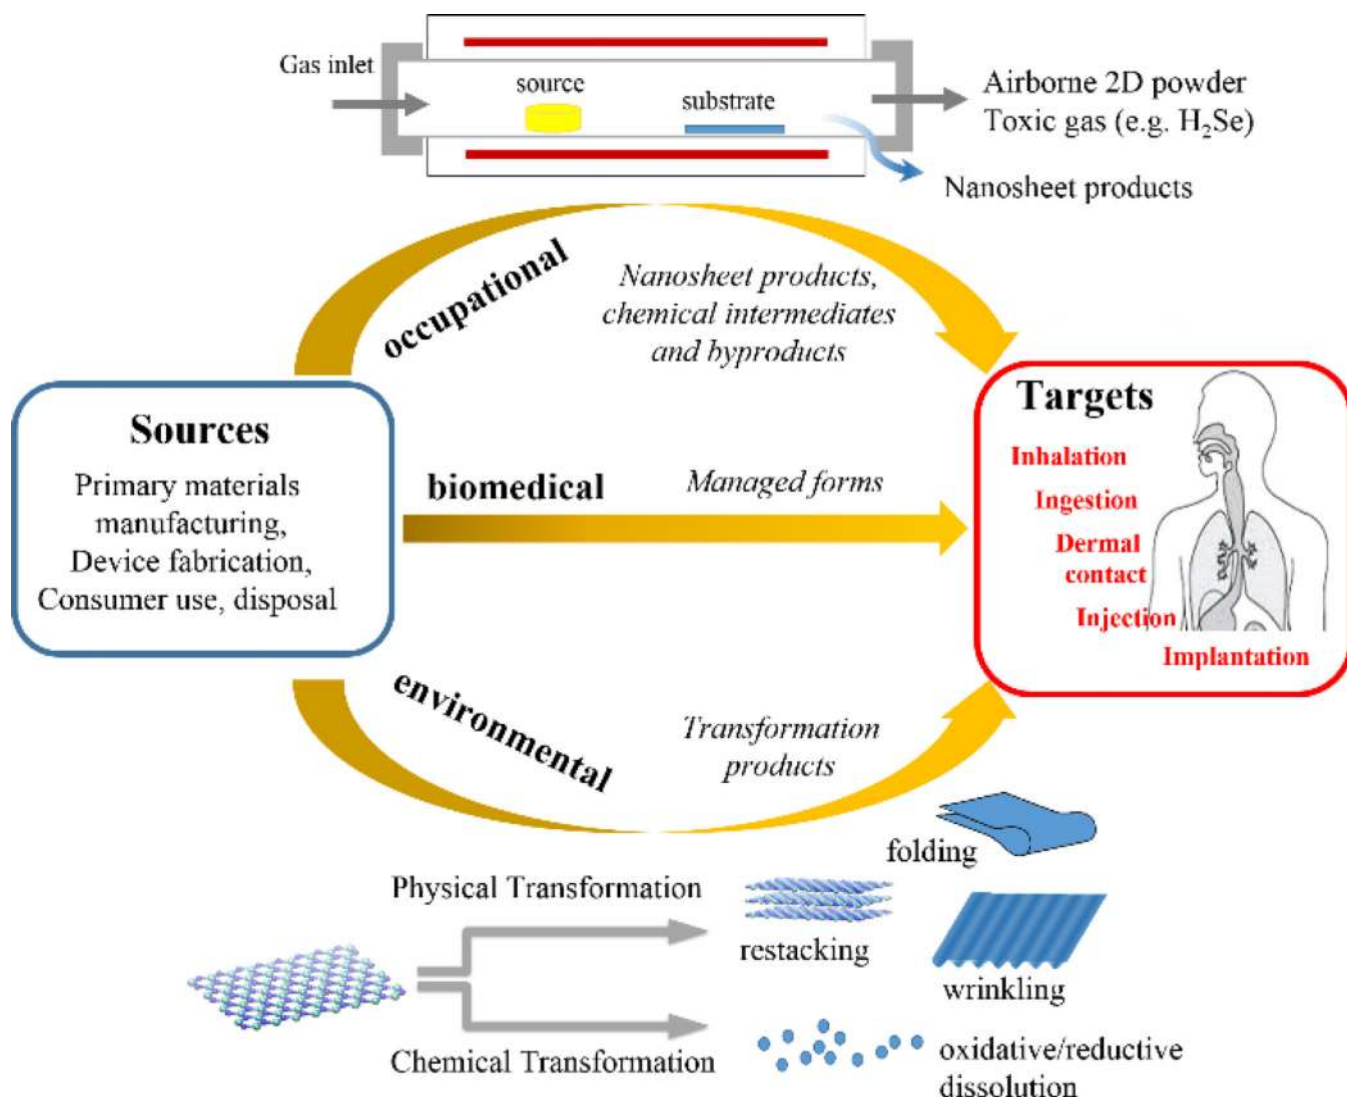 Gas inlet
source
substrate
Airborne 2D powder
Toxic gas (e.g. H₂Se)
Nanosheet products
occupational
Nanosheet products,
chemical intermediates
and byproducts
Sources
Primary materials
manufacturing,
Device fabrication,
Consumer use, disposal
biomedical
Managed forms
Targets
Inhalation
Ingestion
Dermal
contact
Injection
Implantation
environmental
Transformation
products
folding
Physical Transformation
restacking
wrinkling
Chemical Transformation
oxidative/reductive
dissolution